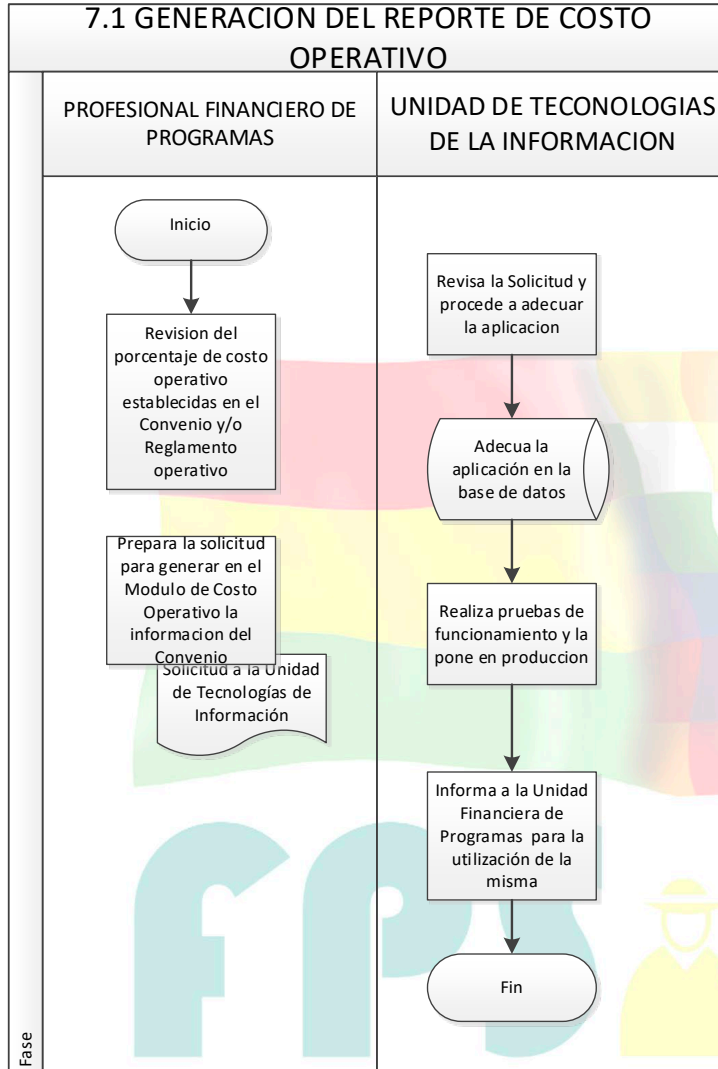 7.1 GENERACION DEL REPORTE DE COSTO
OPERATIVO
PROFESIONAL FINANCIERO DE
PROGRAMAS
UNIDAD DE TECONOLOGIAS
DE LA INFORMACION
Inicio
Revision del
porcentaje de costo
operativo
establecidas en el
Convenio y/o
Reglamento
operativo
Prepara la solicitud
para generar en el
Modulo de Costo
Operativo la
informacion del
Convenio
Solicitud a la Unidad
de Tecnologías de
Información
Revisa la Solicitud y
procede a adecuar
la aplicacion
Adecua la
aplicación en la
base de datos
Realiza pruebas de
funcionamiento y la
pone en produccion
Informa a la Unidad
Financiera de
Programas para la
utilización de la
misma
Fin
Fase
FPS